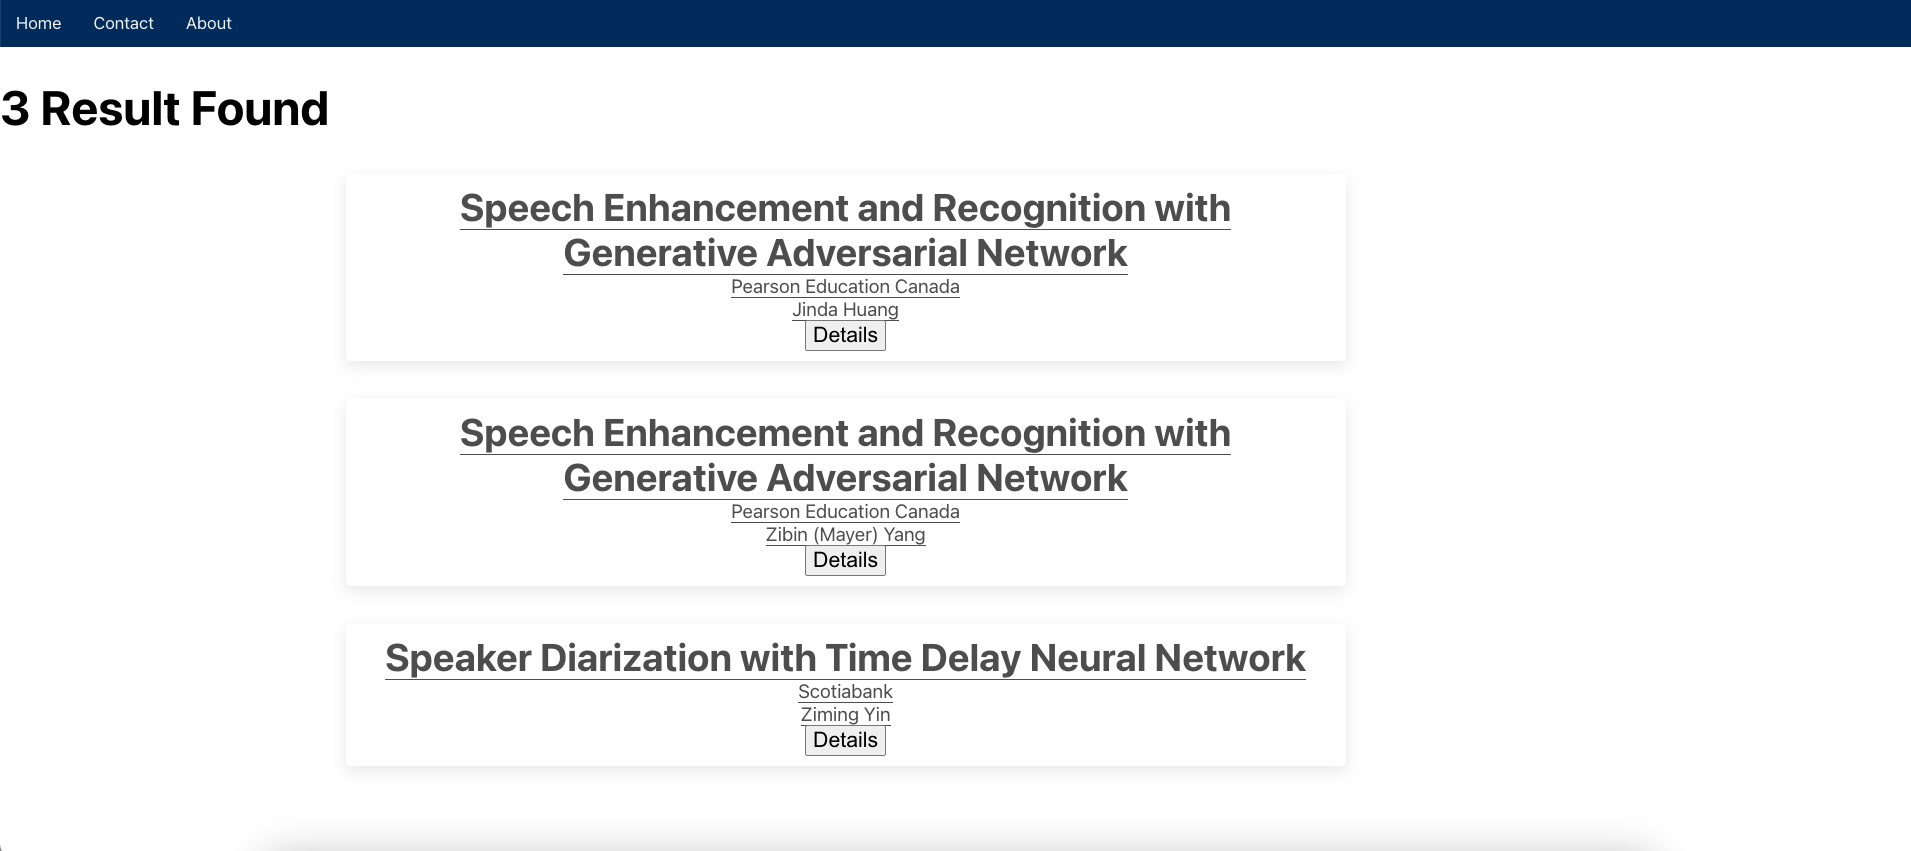 Home Contact About
3 Result Found
Speech Enhancement and Recognition with
Generative Adversarial Network
Pearson Education Canada
Jinda Huang
Details
Speech Enhancement and Recognition with
Generative Adversarial Network
Pearson Education Canada
Zibin (Mayer) Yang
Details
Speaker Diarization with Time Delay Neural Network
Scotiabank
Ziming Yin
Details